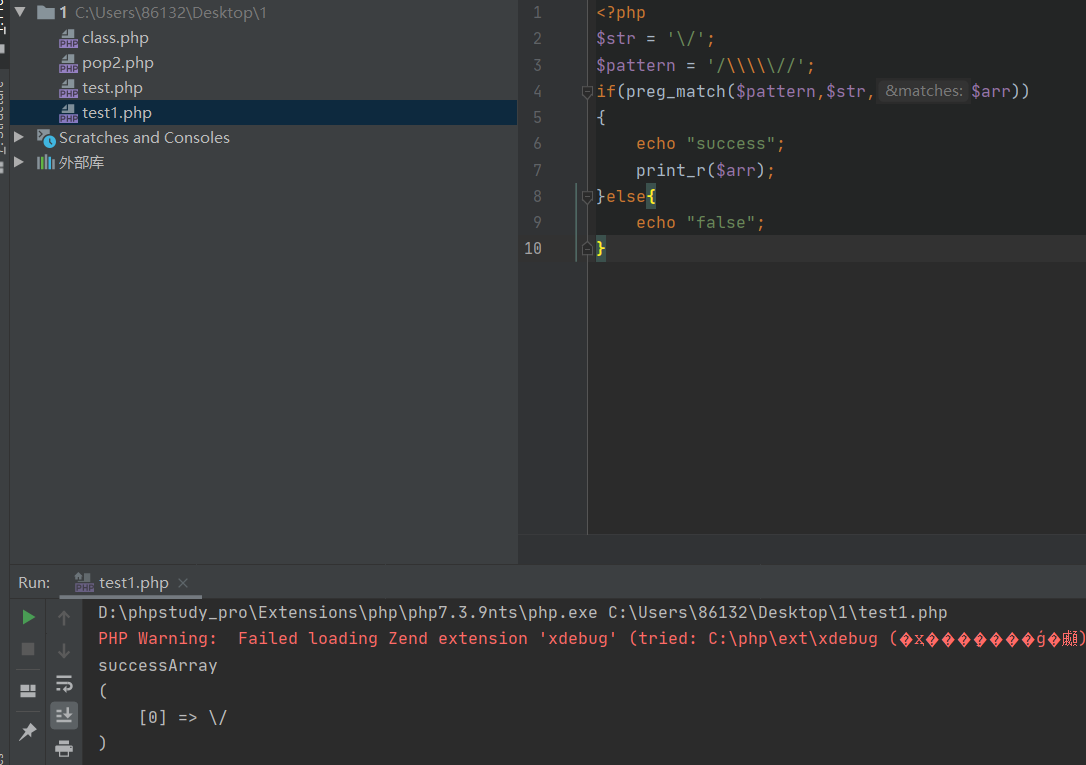 1 C:\Users\86132\Desktop\1
class.php
pop2.php
test.php
test1.php
Scratches and Consoles
外部库
1 <?php
2 $str = '\/';
3 $pattern = '/\\\\\//';
4 if(preg_match($pattern,$str, &matches: $arr))
5 {
6 echo "success";
7 print_r($arr);
8 }else{
9 echo "false";
10 }
Run: test1.php
D:\phpstudy_pro\Extensions\php\php7.3.9nts\php.exe C:\Users\86132\Desktop\1\test1.php
PHP Warning: Failed loading Zend extension 'xdebug' (tried: C:\php\ext\xdebug (
successArray
(
[0] => \/
)